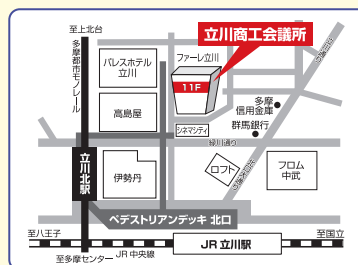 至上北台
立川商工会議所
多摩都市モノレール
パレスホテル
立川
ファーレ立川
11F
高島屋
シネマシティ
多摩
信用金庫
群馬銀行
緑川通り
立川北駅
伊勢丹
ロフト
フロム
中武
ペデストリアンデッキ 北口
至八王子
至国立
JR 立川駅
JR 中央線
至多摩センター